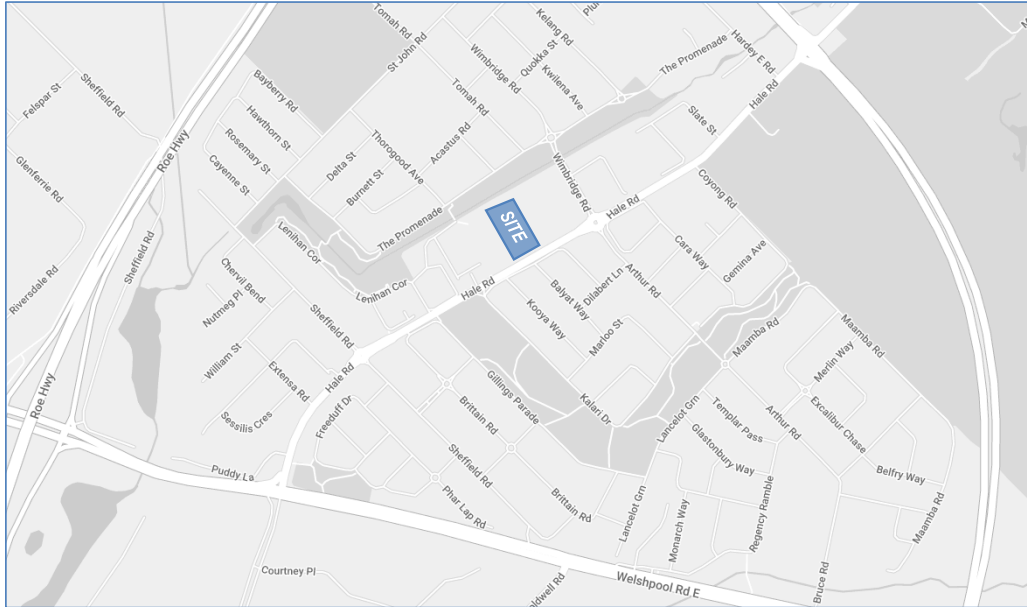 Tomah Rd
Kelang Rd
St John Rd
Wimbridge Rd
Quokka St
Kwilena Ave
The Promenade
Hardey E Rd
Hale Rd
Felspar St
Sheffield Rd
Bayberry Rd
Tomah Rd
Hawthorn St
Thorogood Ave
Acastus Rd
Slate St
Rosemary St
Delta St
Roe Hwy
Cayenne St
Burnett St
Wimbridge Rd
Glenferrie Rd
Coyong Rd
The Promenade
SITE
Hale Rd
Sheffield Rd
Lenihan Cor
Cara Way
Gemina Ave
Riversdale Rd
Chervil Bend
Lenihan Cor
Hale Rd
Balyat Way
Dilabert Ln
Arthur Rd
Nutmeg Pl
Sheffield Rd
Kooya Way
Marloo St
Maamba Rd
Maamba Rd
William St
Hale Rd
Merlin Way
Extensa Rd
Gillings Parade
Kalari Dr
Roe Hwy
Freeduff Dr
Brittain Rd
Lancelot Grn
Templar Pass
Arthur Rd
Excalibur Chase
Sessilis Cres
Glastonbury Way
Puddy La
Sheffield Rd
Belfry Way
Phar Lap Rd
Brittain Rd
Lancelot Grn
Monarch Way
Regency Ramble
Maamba Rd
Courtney Pl
Welshpool Rd E
Bruce Rd